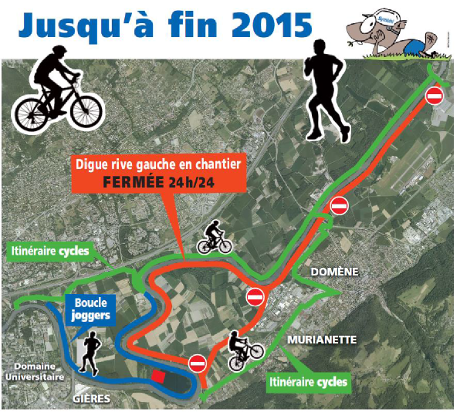 Jusqu'à fin 2015
Digue rive gauche en chantier
FERMÉE 24h/24
Itinéraire cycles
Boucle
joggers
DOMÈNE
MURIANETTE
Domaine
Universitaire
GIÈRES
Itinéraire cycles